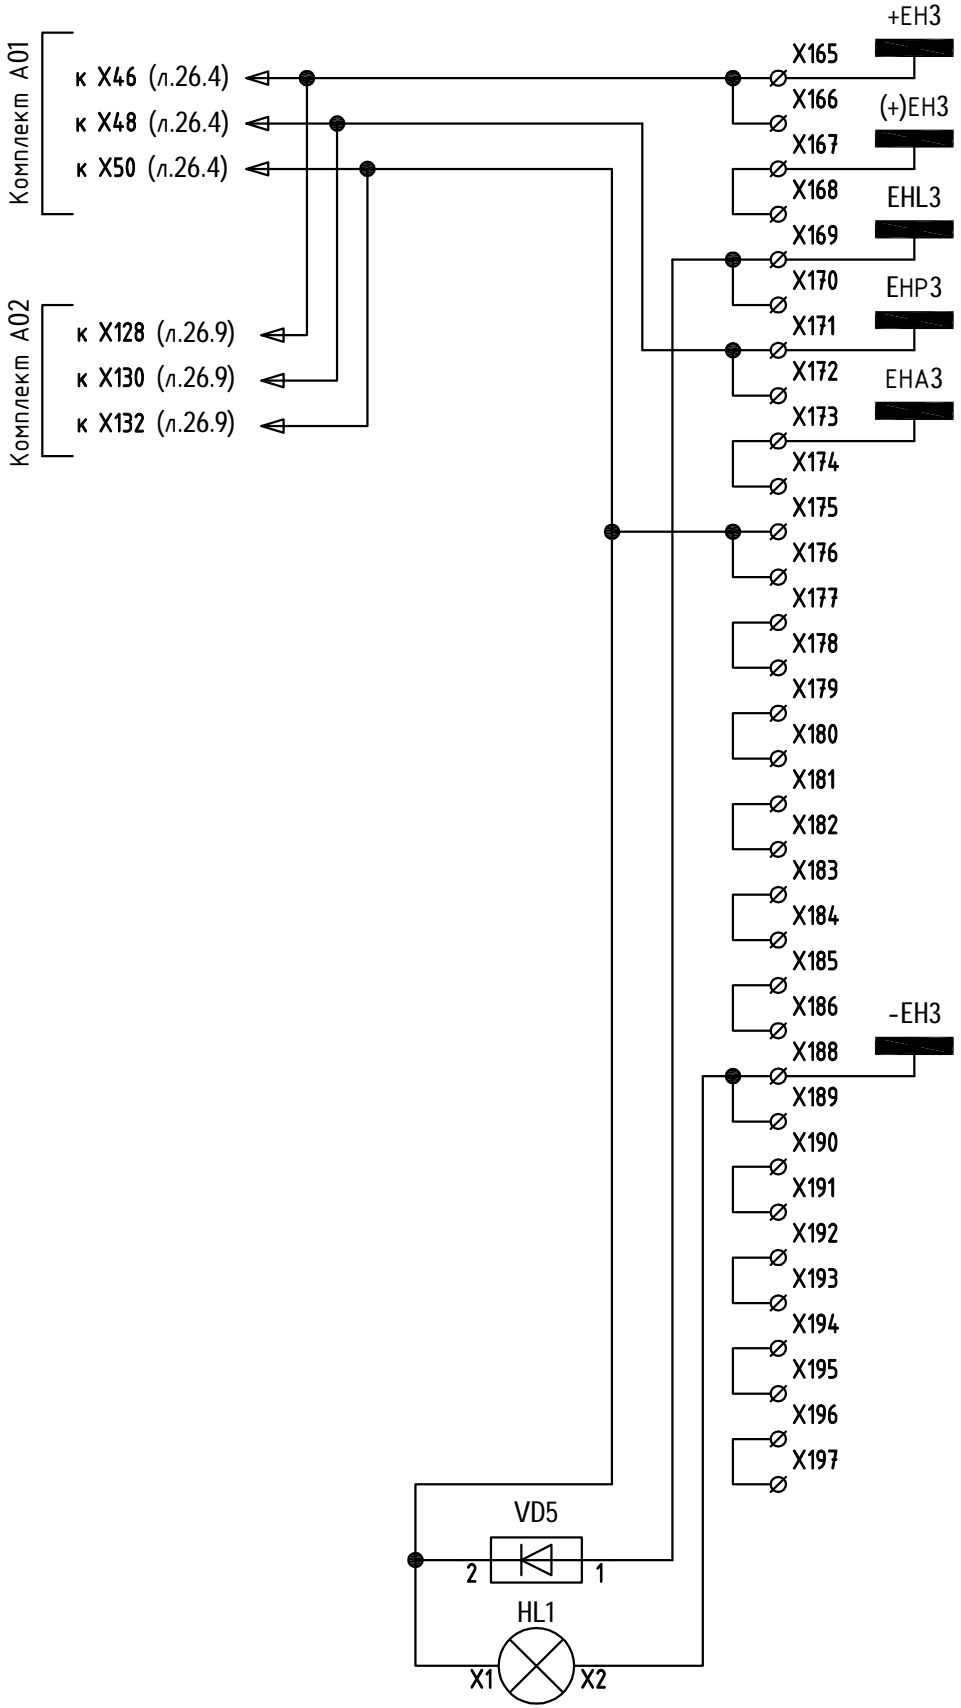 Комплект А01
к X46 (л.26.4)
к X48 (л.26.4)
к X50 (л.26.4)
Комплект А02
к X128 (л.26.9)
к X130 (л.26.9)
к X132 (л.26.9)
+EH3
X165
X166
(+)EH3
X167
X168
EHL3
X169
X170
EHP3
X171
X172
EHA3
X173
X174
X175
X176
X177
X178
X179
X180
X181
X182
X183
X184
X185
X186
-EH3
X188
X189
X190
X191
X192
X193
X194
X195
X196
X197
VD5
2
1
HL1
X1
X2